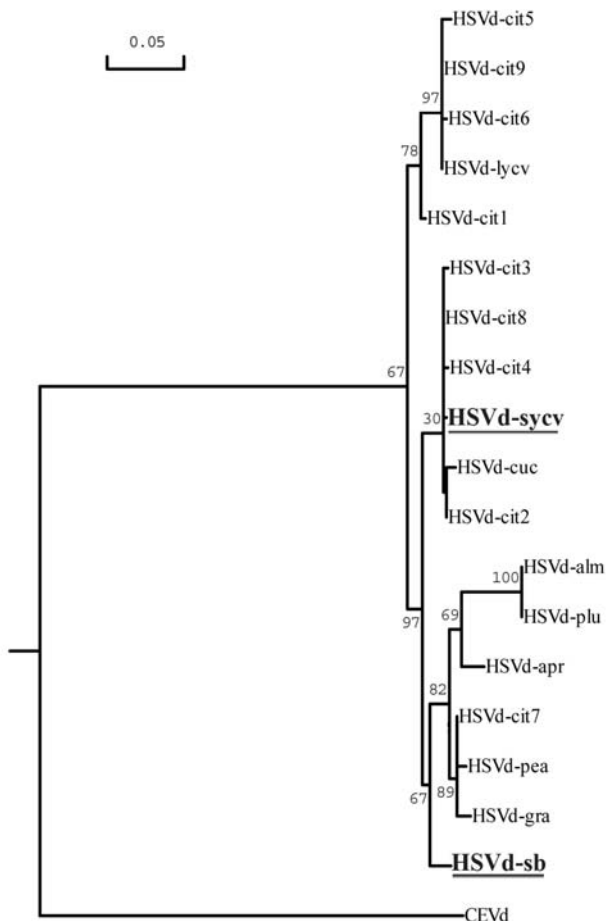 HSVd-cit5
0.05
HSVd-cit9
97
HSVd-cit6
78
HSVd-lycv
HSVd-cit1
HSVd-cit3
HSVd-cit8
67
HSVd-cit4
30
HSVd-sycv
HSVd-cuc
HSVd-cit2
HSVd-alm
100
HSVd-plu
69
97
HSVd-apr
82
HSVd-cit7
HSVd-pea
67
89
HSVd-gra
HSVd-sb
CEVd